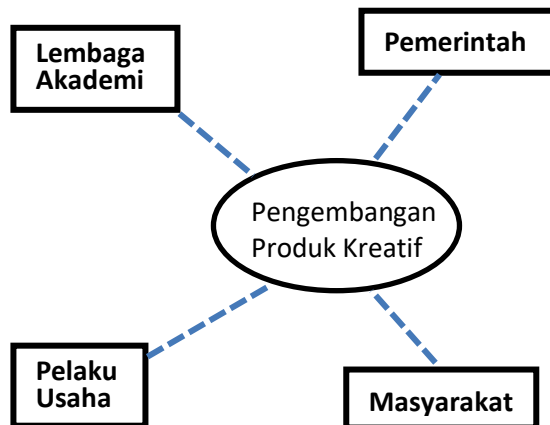 Lembaga
Akademi
Pemerintah
Pengembangan
Produk Kreatif
Pelaku
Usaha
Masyarakat